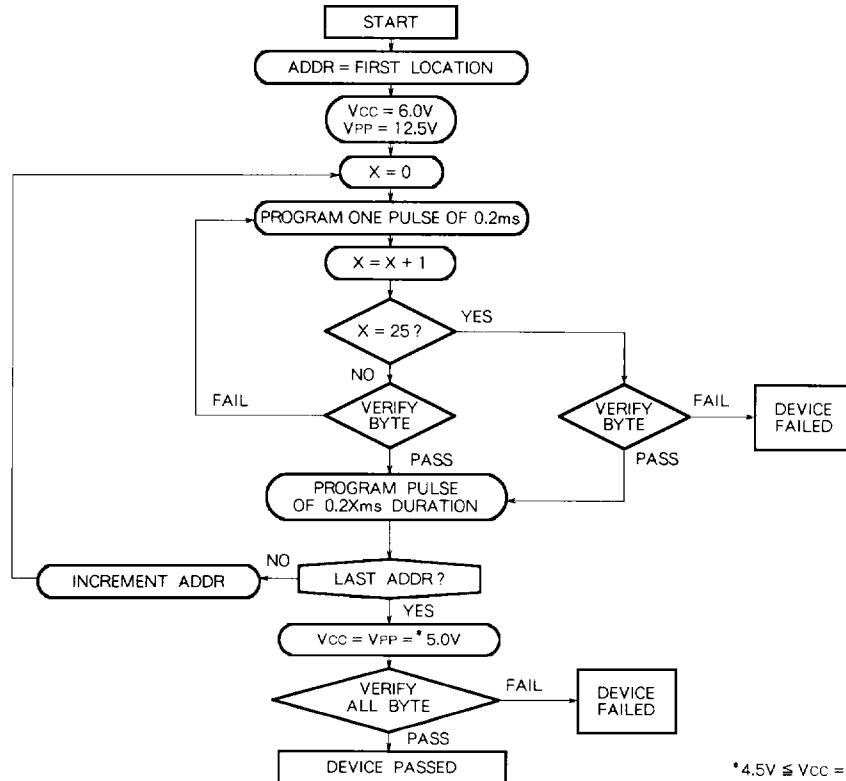 START
ADDR = FIRST LOCATION
VCC = 6.0V
VPP = 12.5V
X = 0
PROGRAM ONE PULSE OF 0.2ms
X = X + 1
X = 25?
YES
NO
FAIL
VERIFY
BYTE
PASS
VERIFY
BYTE
FAIL
PASS
DEVICE
FAILED
PROGRAM PULSE
OF 0.2Xms DURATION
LAST ADDR?
NO
INCREMENT ADDR
YES
VCC = VPP = *5.0V
VERIFY
ALL BYTE
FAIL
DEVICE
FAILED
PASS
DEVICE PASSED
*4.5V ≦ VCC =